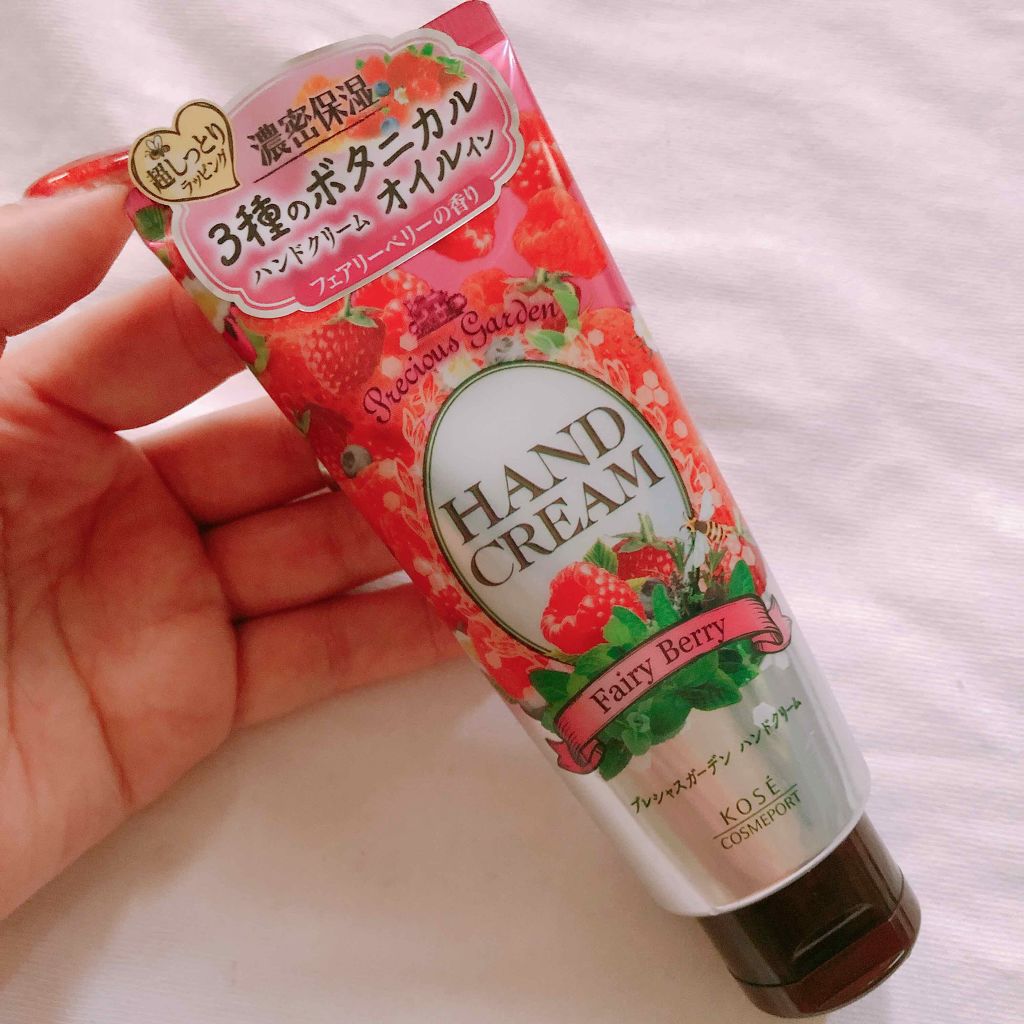 超しっとり
ラッピング
濃密保湿
3種のボタニカル
オイルイン
ハンドクリーム
フェアリーベリーの香り
Precious Garden
HAND
CREAM
Fairy Berry
プレシャスガーデン ハンドクリーム
KOSÉ
COSMEPORT